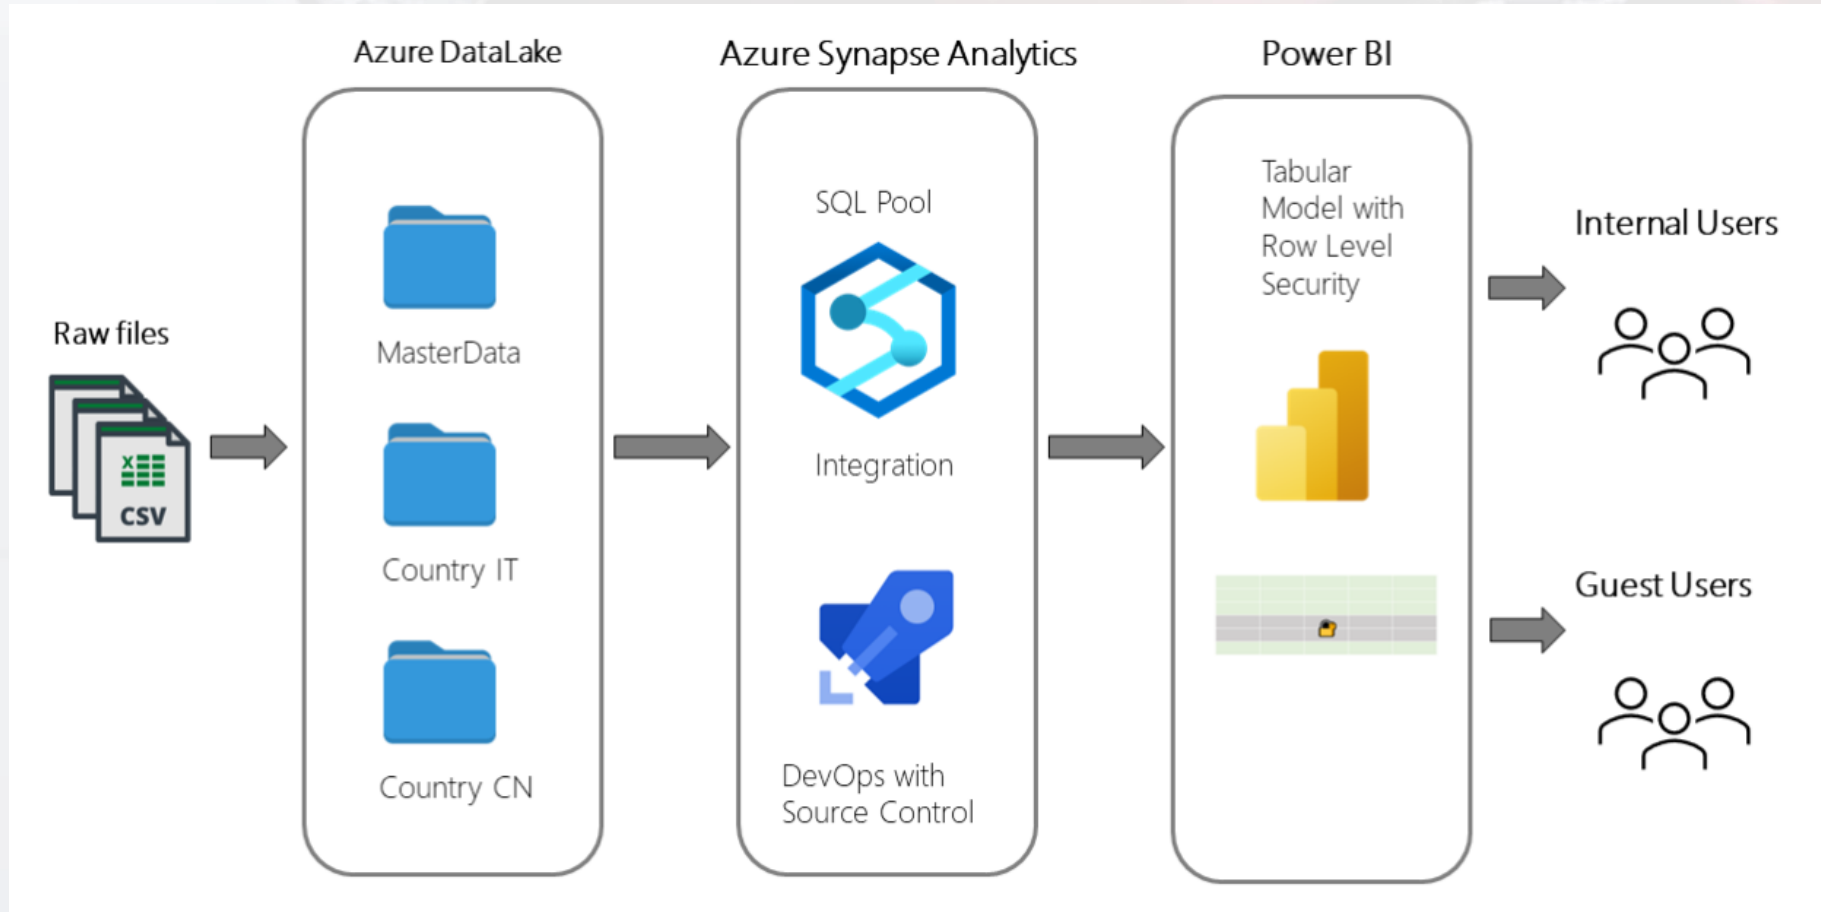 Azure DataLake
Azure Synapse Analytics
Power BI
Raw files
CSV
MasterData
Country IT
Country CN
SQL Pool
Integration
DevOps with
Source Control
Tabular
Model with
Row Level
Security
Internal Users
Guest Users